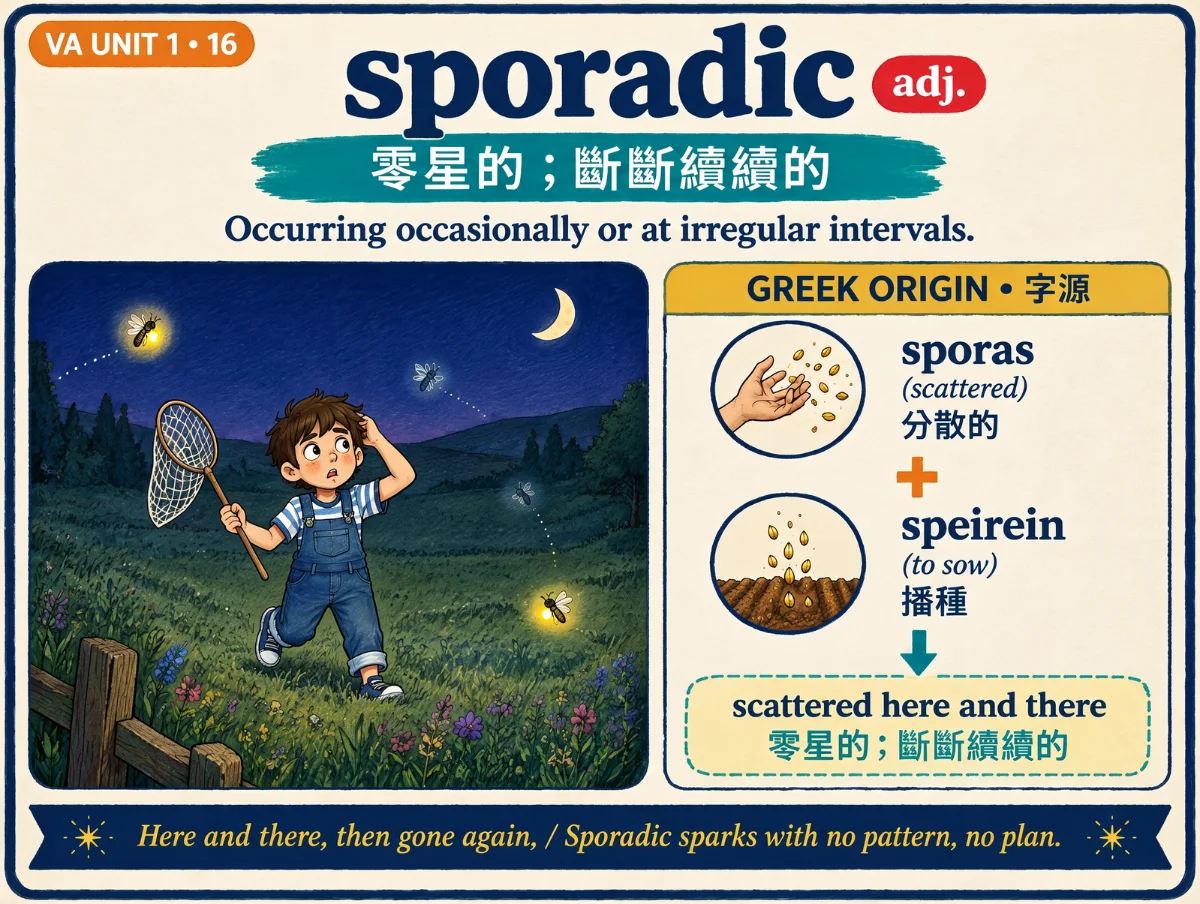 VA UNIT 1 • 16
sporadic
adj.
零星的；斷斷續續的
Occurring occasionally or at irregular intervals.
GREEK ORIGIN • 字源
sporas
(scattered)
分散的
+
speirein
(to sow)
播種
scattered here and there
零星的；斷斷續續的
Here and there, then gone again, / Sporadic sparks with no pattern, no plan.